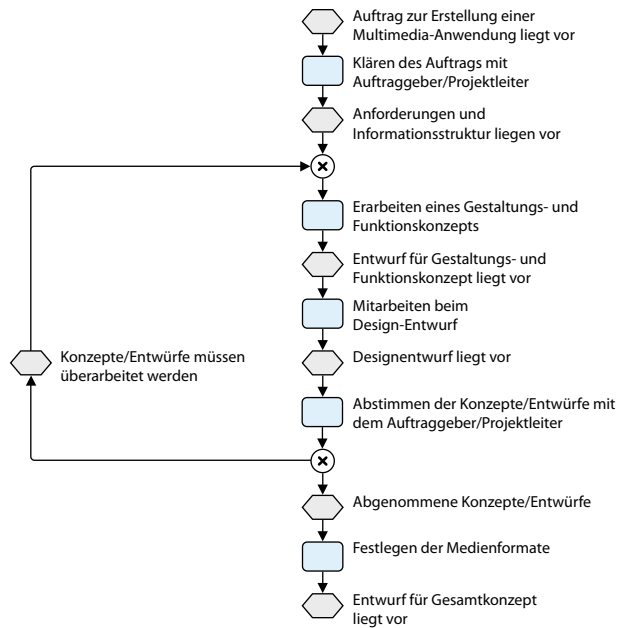 Auftrag zur Erstellung einer
Multimedia-Anwendung liegt vor
Klären des Auftrags mit
Auftraggeber/Projektleiter
Anforderungen und
Informationsstruktur liegen vor
Erarbeiten eines Gestaltungs- und
Funktionskonzepts
Entwurf für Gestaltungs- und
Funktionskonzept liegt vor
Mitarbeiten beim
Design-Entwurf
Konzepte/Entwürfe müssen
überarbeitet werden
Designentwurf liegt vor
Abstimmen der Konzepte/Entwürfe mit
dem Auftraggeber/Projektleiter
Abgenommene Konzepte/Entwürfe
Festlegen der Medienformate
Entwurf für Gesamtkonzept
liegt vor